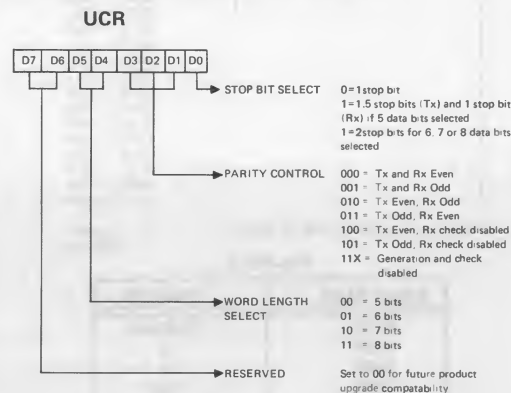 UCR
D7 D6 D5 D4 D3 D2 D1 D0
STOP BIT SELECT
0=1stop bit
1=1.5 stop bits (Tx) and 1 stop bit
(Rx) if 5 data bits selected
1=2stop bits for 6, 7 or 8 data bits
selected
PARITY CONTROL
000 = Tx and Rx Even
001 = Tx and Rx Odd
010 = Tx Even, Rx Odd
011 = Tx Odd, Rx Even
100 = Tx Even, Rx check disabled
101 = Tx Odd, Rx check disabled
11X = Generation and check
disabled
WORD LENGTH
SELECT
00 = 5 bits
01 = 6 bits
10 = 7 bits
11 = 8 bits
RESERVED
Set to 00 for future product
upgrade compatability